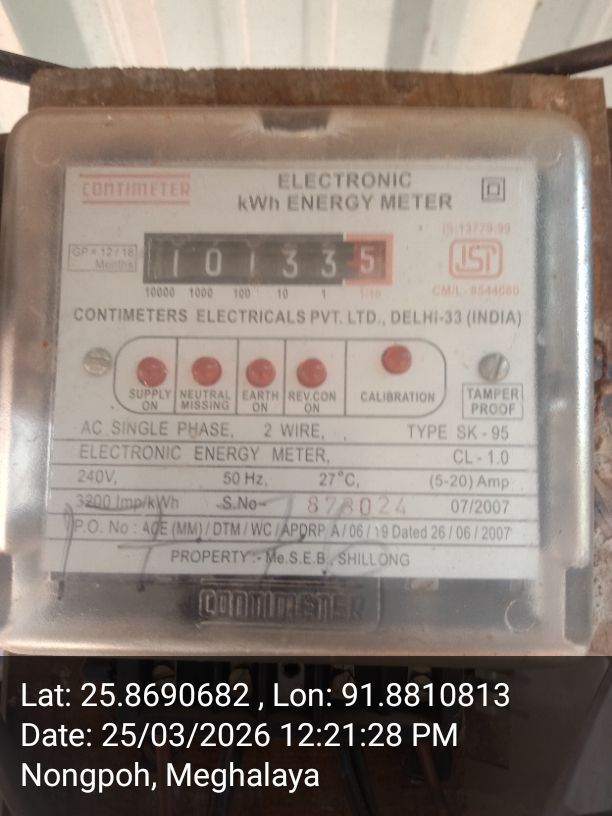 CONTIMETER
ELECTRONIC
kWh ENERGY METER
IS:13779:99
GP = 12 / 18
Months
1 0 1 3 3 5
10000 1000 100 10 1 1/10
ISI
CM/L - 8544080
CONTIMETERS ELECTRICALS PVT. LTD., DELHI-33 (INDIA)
SUPPLY ON
NEUTRAL MISSING
EARTH ON
REV.CON ON
CALIBRATION
TAMPER PROOF
AC SINGLE PHASE, 2 WIRE, , TYPE SK - 95
ELECTRONIC ENERGY METER, CL - 1.0
240V, 50 Hz, 27°C, (5-20) Amp
3200 Imp/kWh S.No- 878024 07/2007
P.O. No : ACE (MM) / DTM / WC / APDRP A / 06 / 19 Dated 26 / 06 / 2007
PROPERTY :- Me.S.E.B., SHILLONG
CONTIMETER
Lat: 25.8690682 , Lon: 91.8810813
Date: 25/03/2026 12:21:28 PM
Nongpoh, Meghalaya